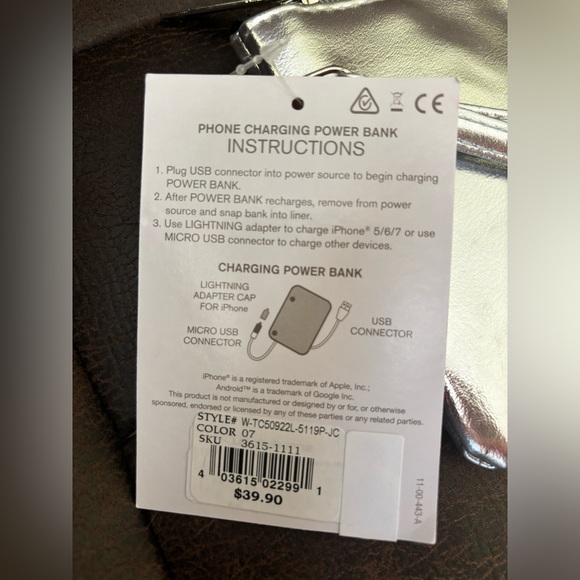 CE
PHONE CHARGING POWER BANK
INSTRUCTIONS
1. Plug USB connector into power source to begin charging
POWER BANK.
2. After POWER BANK recharges, remove from power
source and snap bank into liner.
3. Use LIGHTNING adapter to charge iPhone® 5/6/7 or use
MICRO USB connector to charge other devices.
CHARGING POWER BANK
LIGHTNING
ADAPTER CAP
FOR iPhone
MICRO USB
CONNECTOR
USB
CONNECTOR
iPhone® is a registered trademark of Apple, Inc.;
Android™ is a trademark of Google Inc.
This product is not manufactured or designed by or for, or otherwise
sponsored, endorsed or licensed by any of these parties or any related parties.
STYLE# W-TC50922L-5119P-JC
COLOR 07
SKU 3615-1111
4 03615 02299 1
$39.90
11-00-443-A